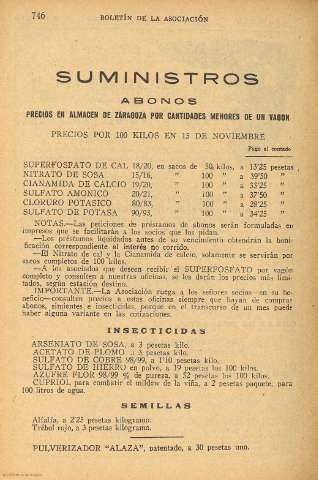 746 BOLETÍN DE LA ASOCIACIÓN
SUMINISTROS
ABONOS
PRECIOS EN ALMACEN DE ZARAGOZA POR CANTIDADES MENORES DE UN VAGON
PRECIOS POR 100 KILOS EN 15 DE NOVIEMBRE
Pago al contado
SUPERFOSFATO DE CAL 18/20, en sacos de 50 kilos, a 13'25 pesetas
NITRATO DE SOSA 15/16, " 100 " a 39'50 "
CIANAMIDA DE CALCIO 19/20, " 100 " a 33'25 "
SULFATO AMONICO 20/21, " 100 " a 37'50 "
CLORURO POTASICO 80/83, " 100 " a 28'25 "
SULFATO DE POTASA 90/93, " 100 " a 34'25 "
NOTAS.—Las peticiones de préstamos de abonos serán formuladas en
impresos que se facilitarán a los socios que los pidan.
—Los préstamos liquidados antes de su vencimiento obtendrán la boni-
ficación correspondiente al interés no corrido.
—El Nitrato de cal y la Cianamida de calcio, solamente se servirán por
sacos completos de 100 kilos.
—A los asociados que deseen recibir el SUPERFOSFATO por vagón
completo y consulten a nuestras oficinas, se les darán los precios más limi-
tados, según estación destino.
IMPORTANTE.—La Asociación ruega a los señores socios—en su be-
neficio—consulten precios a estas oficinas siempre que hayan de comprar
abonos, simientes e insecticidas, porque en el transcurso de un mes puede
haber alguna variante en las cotizaciones.
INSECTICIDAS
ARSENIATO DE SOSA, a 3 pesetas kilo.
ACETATO DE PLOMO a 3 pesetas kilo.
SULFATO DE COBRE 98/99, a 1'10 pesetas kilo.
SULFATO DE HIERRO en polvo, a 19 pesetas los 100 kilos.
AZUFRE FLOR 98/99 % de pureza, a 52 pesetas los 100 kilos.
CUPRIOL, para combatir el mildew de la viña, a 2 pesetas paquete, para
100 litros de agua.
SEMILLAS
Alfalfa, a 2'25 pesetas kilogramo.
Trébol rojo, a 3 pesetas kilogramo.
PULVERIZADOR "ALAZA", patentado, a 30 pesetas uno.